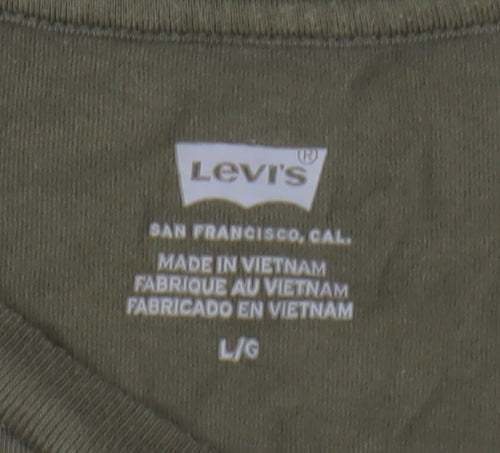 Levi's®
SAN FRANCISCO, CAL.
MADE IN VIETNAM
FABRIQUE AU VIETNAM
FABRICADO EN VIETNAM
L/G